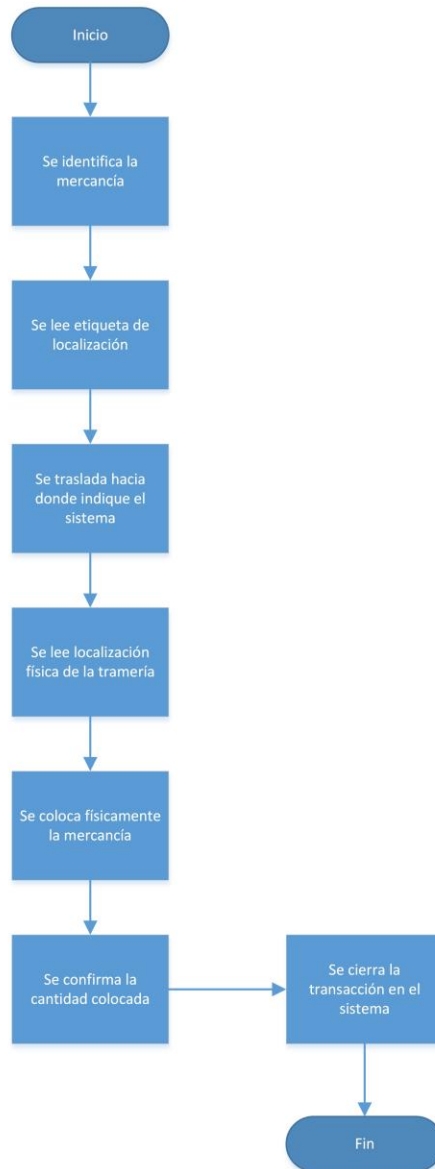 Inicio
Se identifica la
mercancía
Se lee etiqueta de
localización
Se traslada hacia
donde indique el
sistema
Se lee localización
física de la tramería
Se coloca físicamente
la mercancía
Se confirma la
cantidad colocada
Se cierra la
transacción en el
sistema
Fin